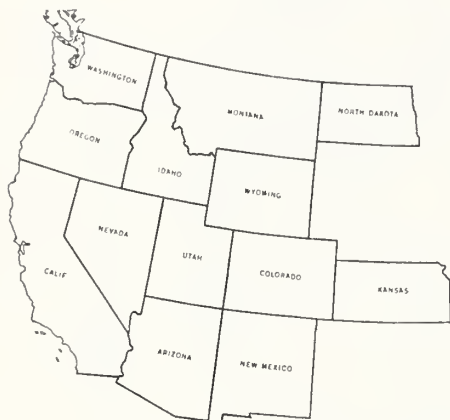 WASHINGTON
MONTANA
NORTH DAKOTA
OREGON
IDAHO
WYOMING
NEVADA
UTAH
COLORADO
CALIF
KANSAS
ARIZONA
NEW MEXICO